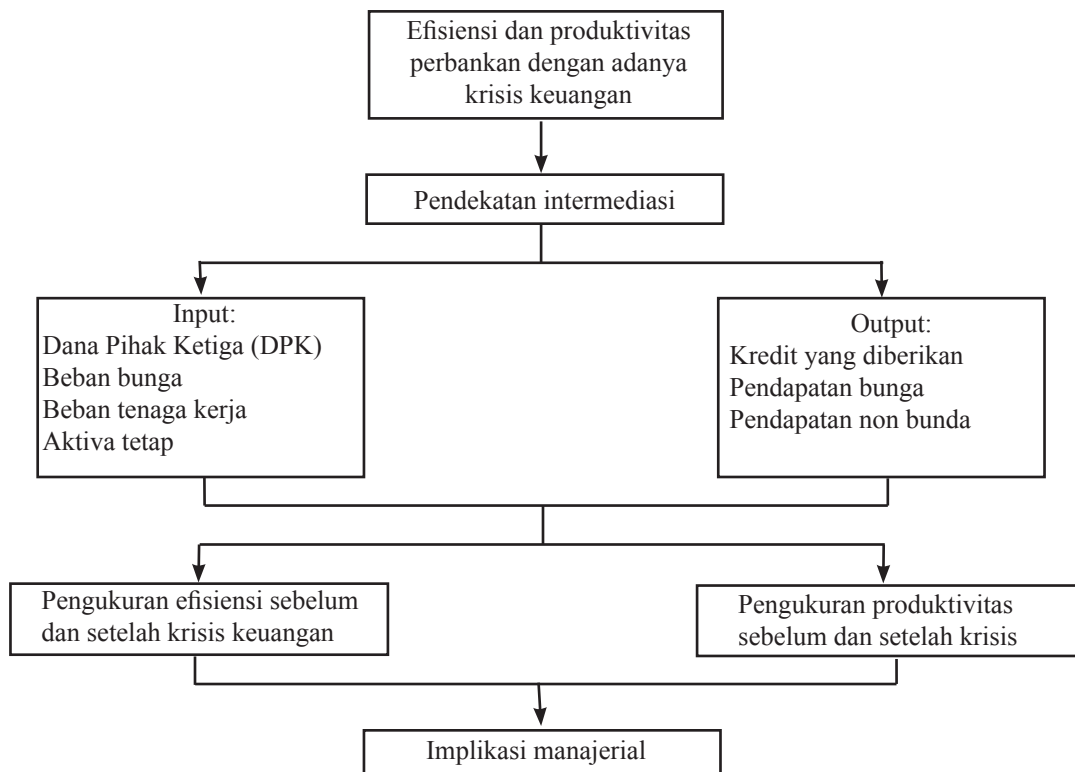 Efisiensi dan produktivitas
perbankan dengan adanya
krisis keuangan
Pendekatan intermediasi
Input:
Dana Pihak Ketiga (DPK)
Beban bunga
Beban tenaga kerja
Aktiva tetap
Output:
Kredit yang diberikan
Pendapatan bunga
Pendapatan non bunda
Pengukuran efisiensi sebelum
dan setelah krisis keuangan
Pengukuran produktivitas
sebelum dan setelah krisis
Implikasi manajerial